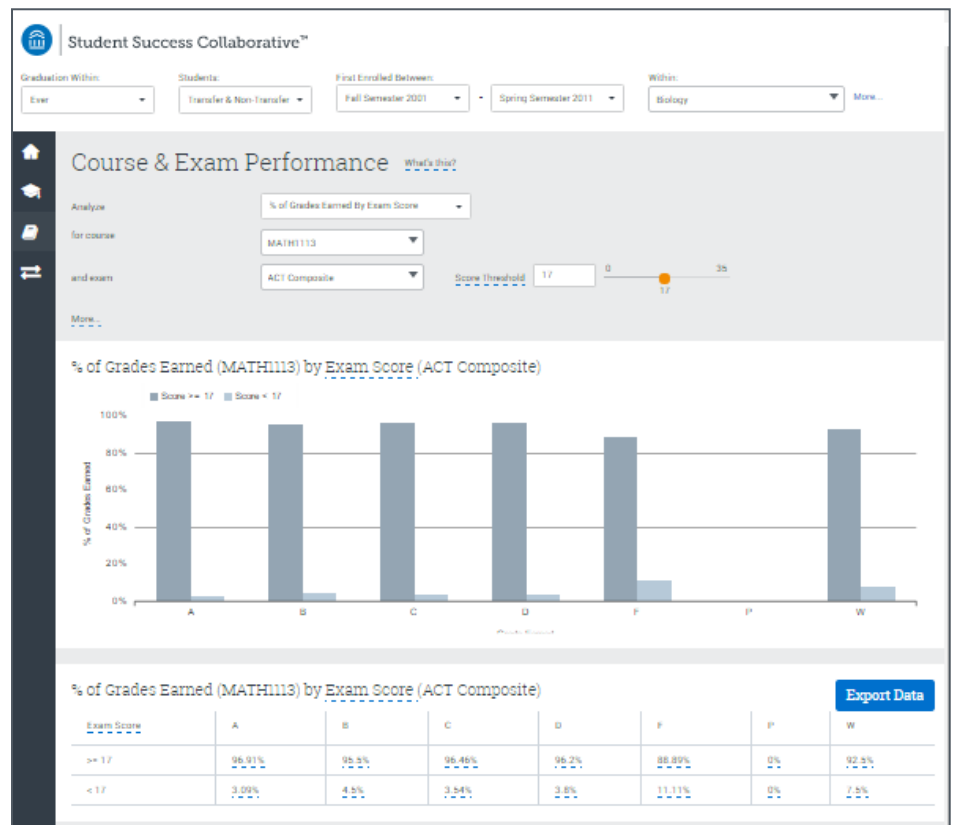 Student Success Collaborative™
Graduation Within: Students: First Enrolled Between: Within:
Ever Transfer & Non-Transfer Fall Semester 2001 - Spring Semester 2011 Biology More...
Course & Exam Performance What's this?
Analyze % of Grades Earned By Exam Score
for course MATH1113
and exam ACT Composite Score Threshold 17 0 35
17
More...
% of Grades Earned (MATH1113) by Exam Score (ACT Composite)
Score >= 17 Score < 17
100%
80%
60%
40%
20%
0%
% of Grades Earned
A B C D F P W
Grade Earned
% of Grades Earned (MATH1113) by Exam Score (ACT Composite)
Export Data
Exam Score A B C D F P W
>= 17 96.91% 95.5% 96.46% 96.2% 88.89% 0% 92.5%
< 17 3.09% 4.5% 3.54% 3.8% 11.11% 0% 7.5%